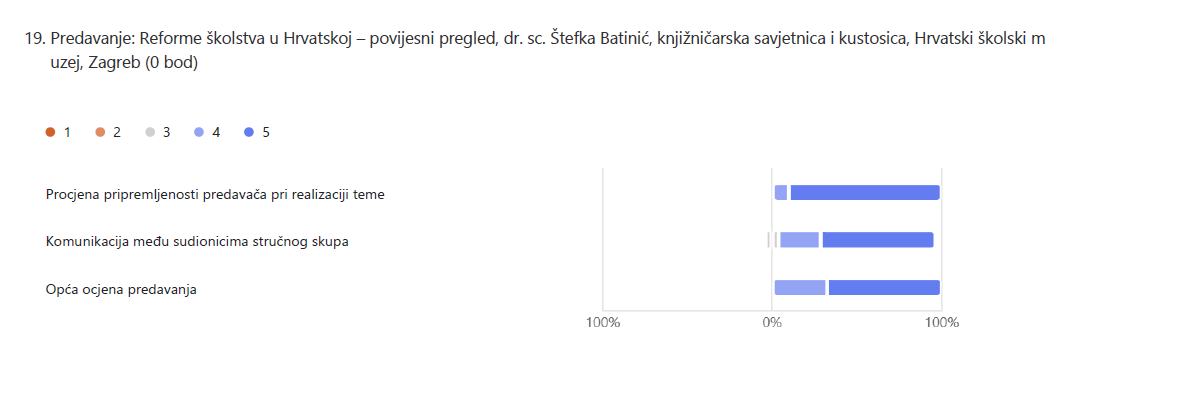 19. Predavanje: Reforme školstva u Hrvatskoj – povijesni pregled, dr. sc. Štefka Batinić, knjižničarska savjetnica i kustosica, Hrvatski školski m
uzej, Zagreb (0 bod)
1 2 3 4 5
Procjena pripremljenosti predavača pri realizaciji teme
Komunikacija među sudionicima stručnog skupa
Opća ocjena predavanja
100% 0% 100%